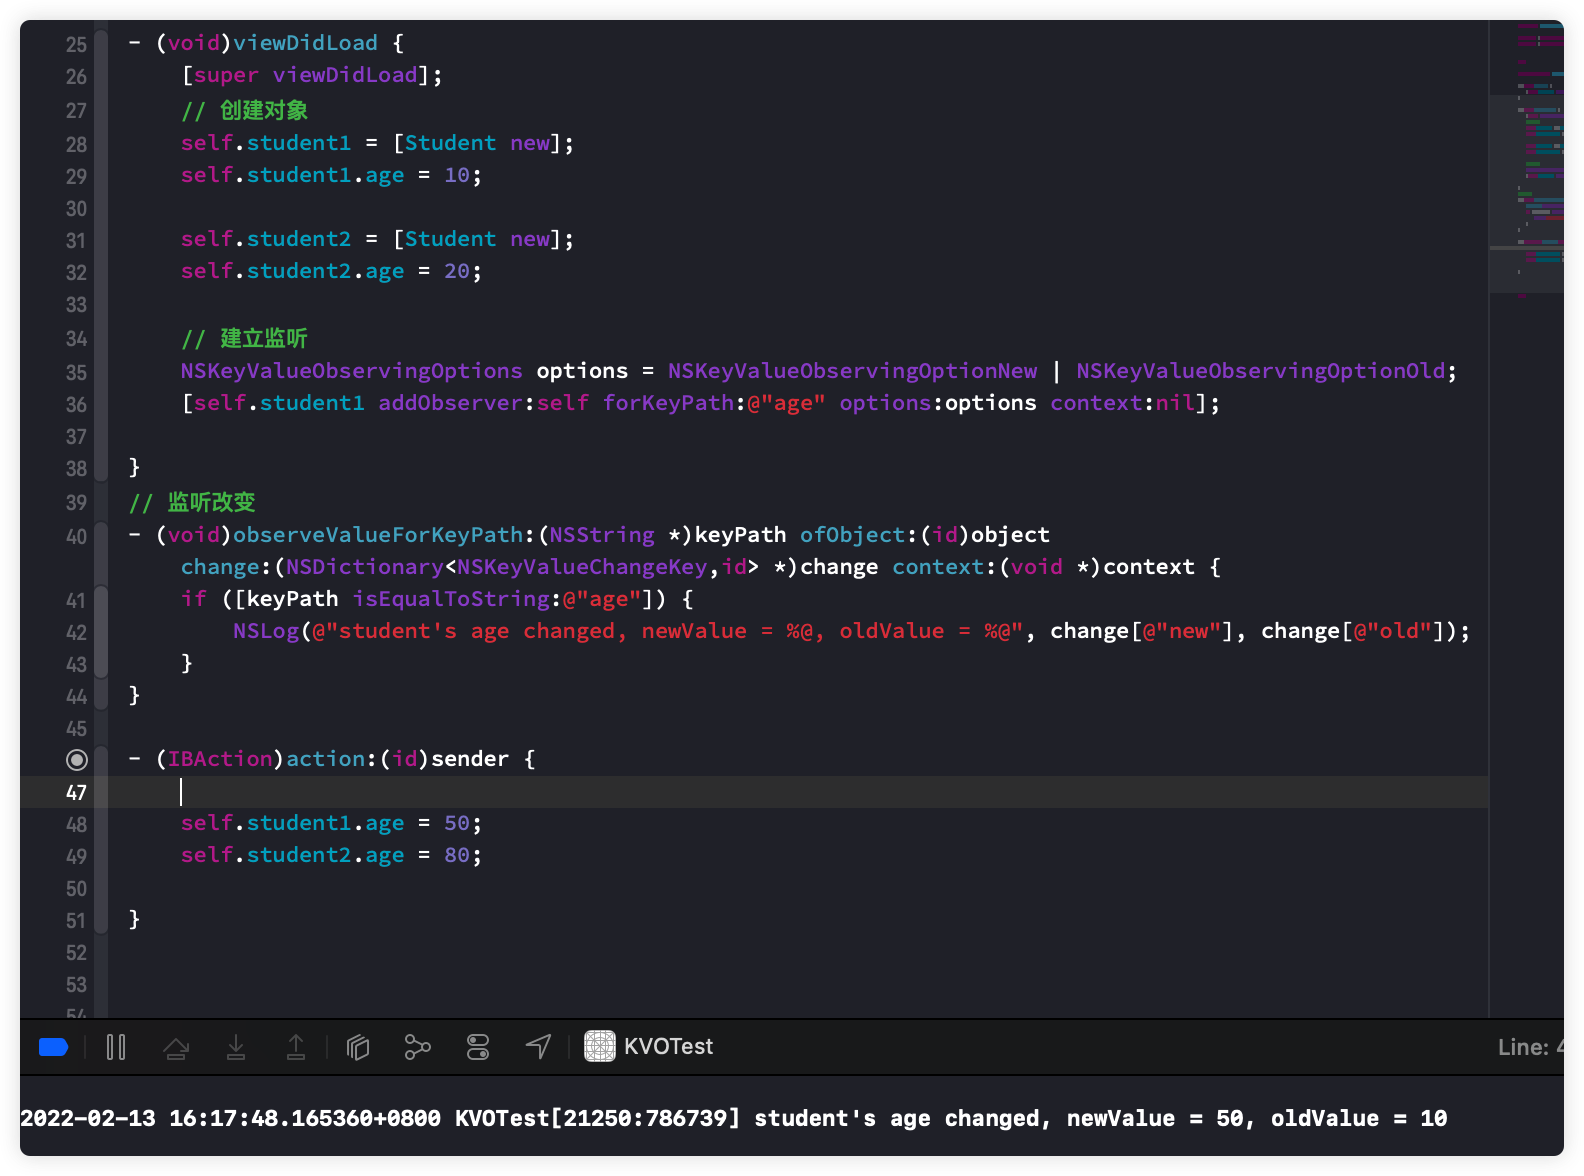 25 - (void)viewDidLoad {
26 [super viewDidLoad];
27 // 创建对象
28 self.student1 = [Student new];
29 self.student1.age = 10;
30
31 self.student2 = [Student new];
32 self.student2.age = 20;
33
34 // 建立监听
35 NSKeyValueObservingOptions options = NSKeyValueObservingOptionNew | NSKeyValueObservingOptionOld;
36 [self.student1 addObserver:self forKeyPath:@"age" options:options context:nil];
37
38 }
39 // 监听改变
40 - (void)observeValueForKeyPath:(NSString *)keyPath ofObject:(id)object
change:(NSDictionary<NSKeyValueChangeKey,id> *)change context:(void *)context {
41 if ([keyPath isEqualToString:@"age"]) {
42 NSLog(@"student's age changed, newValue = %@, oldValue = %@", change[@"new"], change[@"old"]);
43 }
44 }
45
- (IBAction)action:(id)sender {
47
48 self.student1.age = 50;
49 self.student2.age = 80;
50
51 }
52
53
54
KVOTest
Line: 4
2022-02-13 16:17:48.165360+0800 KVOTest[21250:786739] student's age changed, newValue = 50, oldValue = 10